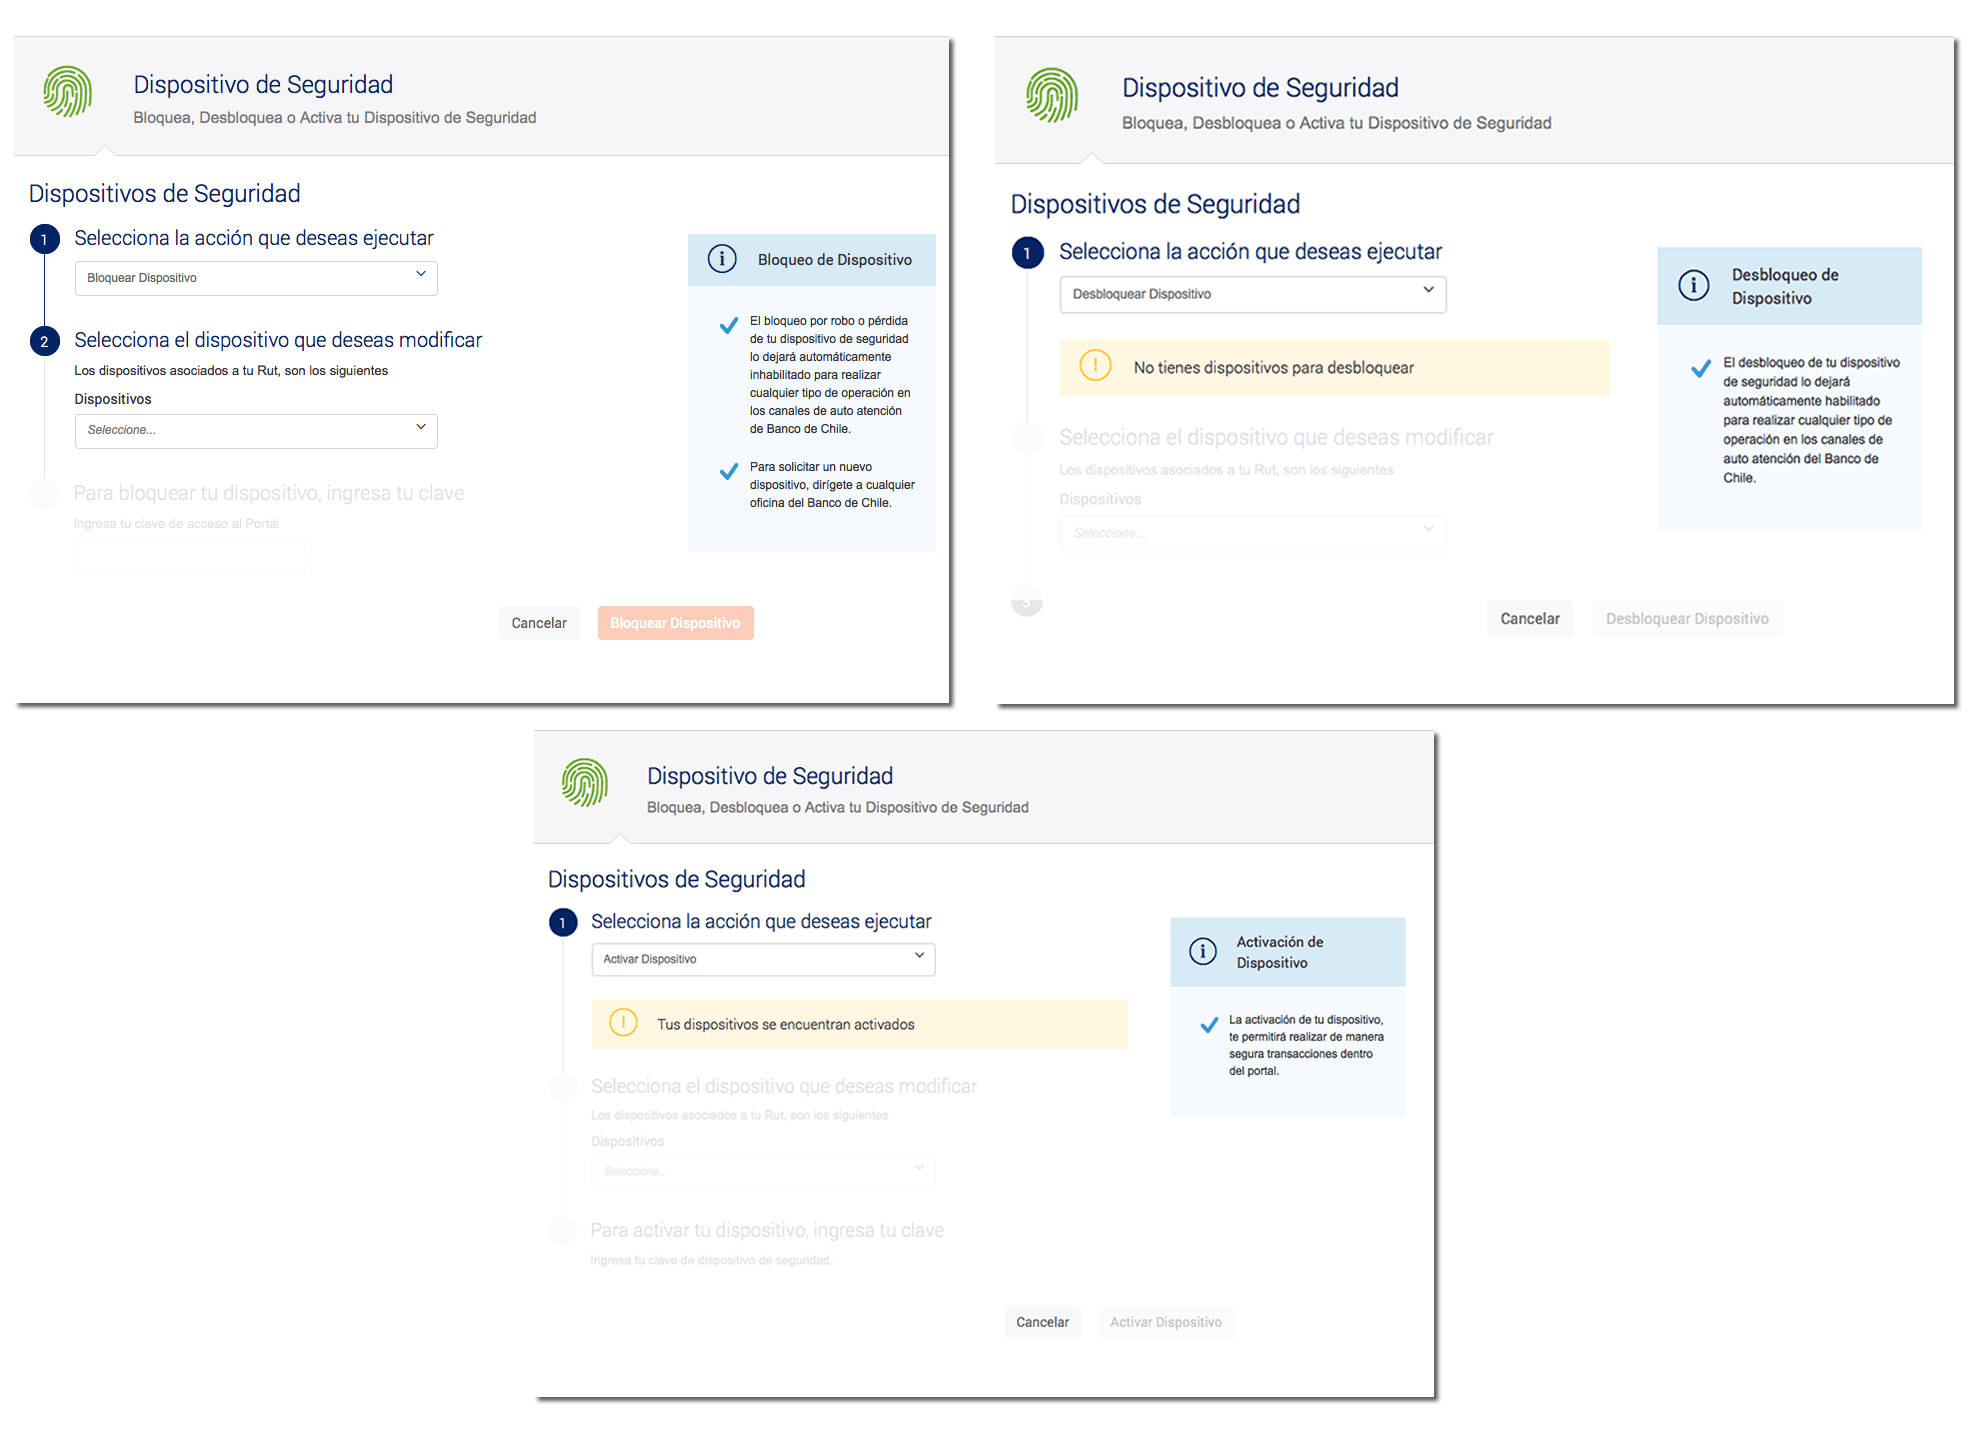 Dispositivo de Seguridad
Bloquea, Desbloquea o Activa tu Dispositivo de Seguridad
Dispositivos de Seguridad
1 Selecciona la acción que deseas ejecutar
Bloquear Dispositivo
2 Selecciona el dispositivo que deseas modificar
Los dispositivos asociados a tu Rut, son los siguientes
Dispositivos
Seleccione...
Para bloquear tu dispositivo, ingresa tu clave
Ingresa tu clave de acceso al Portal
Bloqueo de Dispositivo
El bloqueo por robo o pérdida
de tu dispositivo de seguridad
lo dejará automáticamente
inhabilitado para realizar
cualquier tipo de operación en
los canales de auto atención
de Banco de Chile.
Para solicitar un nuevo
dispositivo, dirígete a cualquier
oficina del Banco de Chile.
Cancelar
Bloquear Dispositivo
Dispositivo de Seguridad
Bloquea, Desbloquea o Activa tu Dispositivo de Seguridad
Dispositivos de Seguridad
1 Selecciona la acción que deseas ejecutar
Desbloquear Dispositivo
No tienes dispositivos para desbloquear
Selecciona el dispositivo que deseas modificar
Los dispositivos asociados a tu Rut, son los siguientes
Dispositivos
Seleccione...
3
Desbloqueo de
Dispositivo
El desbloqueo de tu dispositivo
de seguridad lo dejará
automáticamente habilitado
para realizar cualquier tipo de
operación en los canales de
auto atención del Banco de
Chile.
Cancelar
Desbloquear Dispositivo
Dispositivo de Seguridad
Bloquea, Desbloquea o Activa tu Dispositivo de Seguridad
Dispositivos de Seguridad
1 Selecciona la acción que deseas ejecutar
Activar Dispositivo
Tus dispositivos se encuentran activados
Selecciona el dispositivo que deseas modificar
Los dispositivos asociados a tu Rut, son los siguientes
Dispositivos
Seleccione...
Para activar tu dispositivo, ingresa tu clave
Ingresa tu clave de dispositivo de seguridad.
Activación de
Dispositivo
La activación de tu dispositivo,
te permitirá realizar de manera
segura transacciones dentro
del portal.
Cancelar
Activar Dispositivo